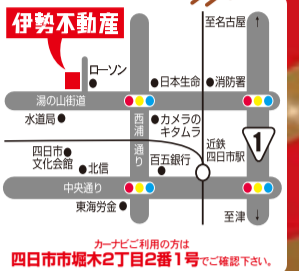 伊勢不動産
至名古屋
ローソン
日本生命
消防署
湯の山街道
水道局
西浦通り
カメラの
キタムラ
1
四日市
文化会館
北信
百五銀行
近鉄
四日市駅
中央通り
東海労金
至津
カーナビご利用の方は
四日市市堀木2丁目2番1号でご確認下さい。